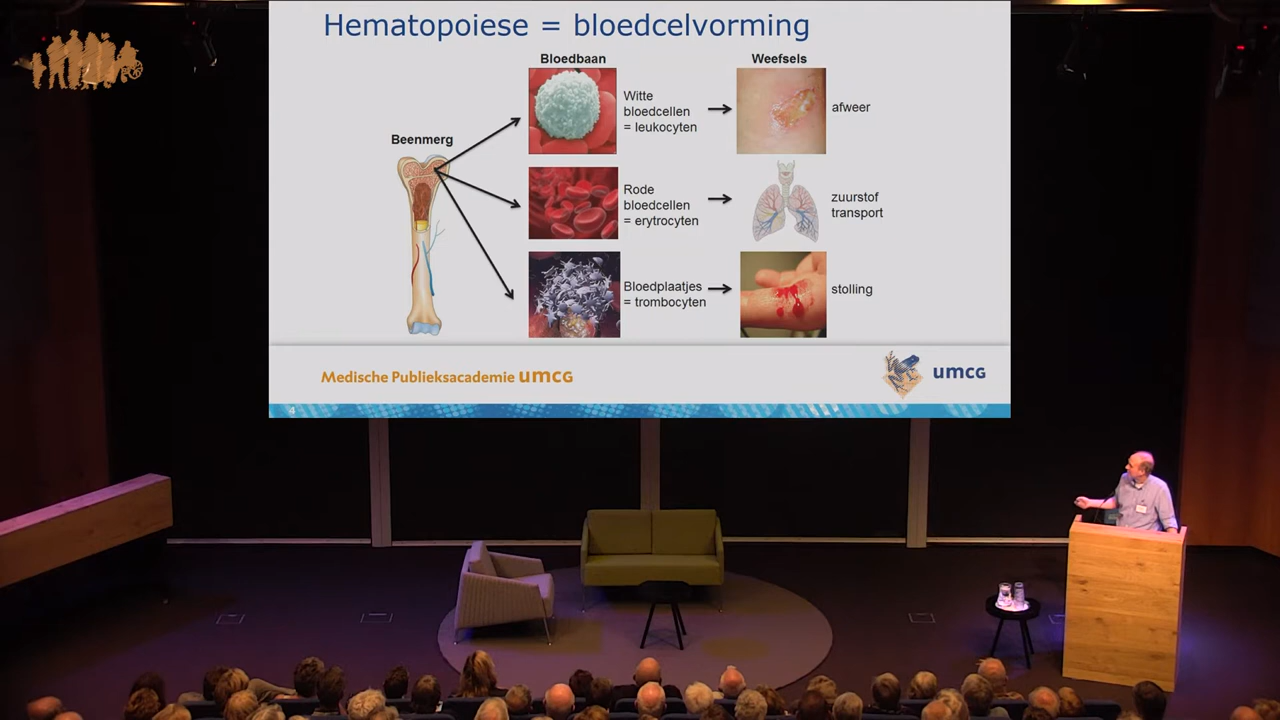 Hematopoiese = bloedcelvorming
Bloedbaan
Weefsels
Beenmerg
Witte
bloedcellen
= leukocyten
afweer
Rode
bloedcellen
= erytrocyten
zuurstof
transport
Bloedplaatjes
= trombocyten
stolling
Medische Publieksacademie umcg
umcg
4